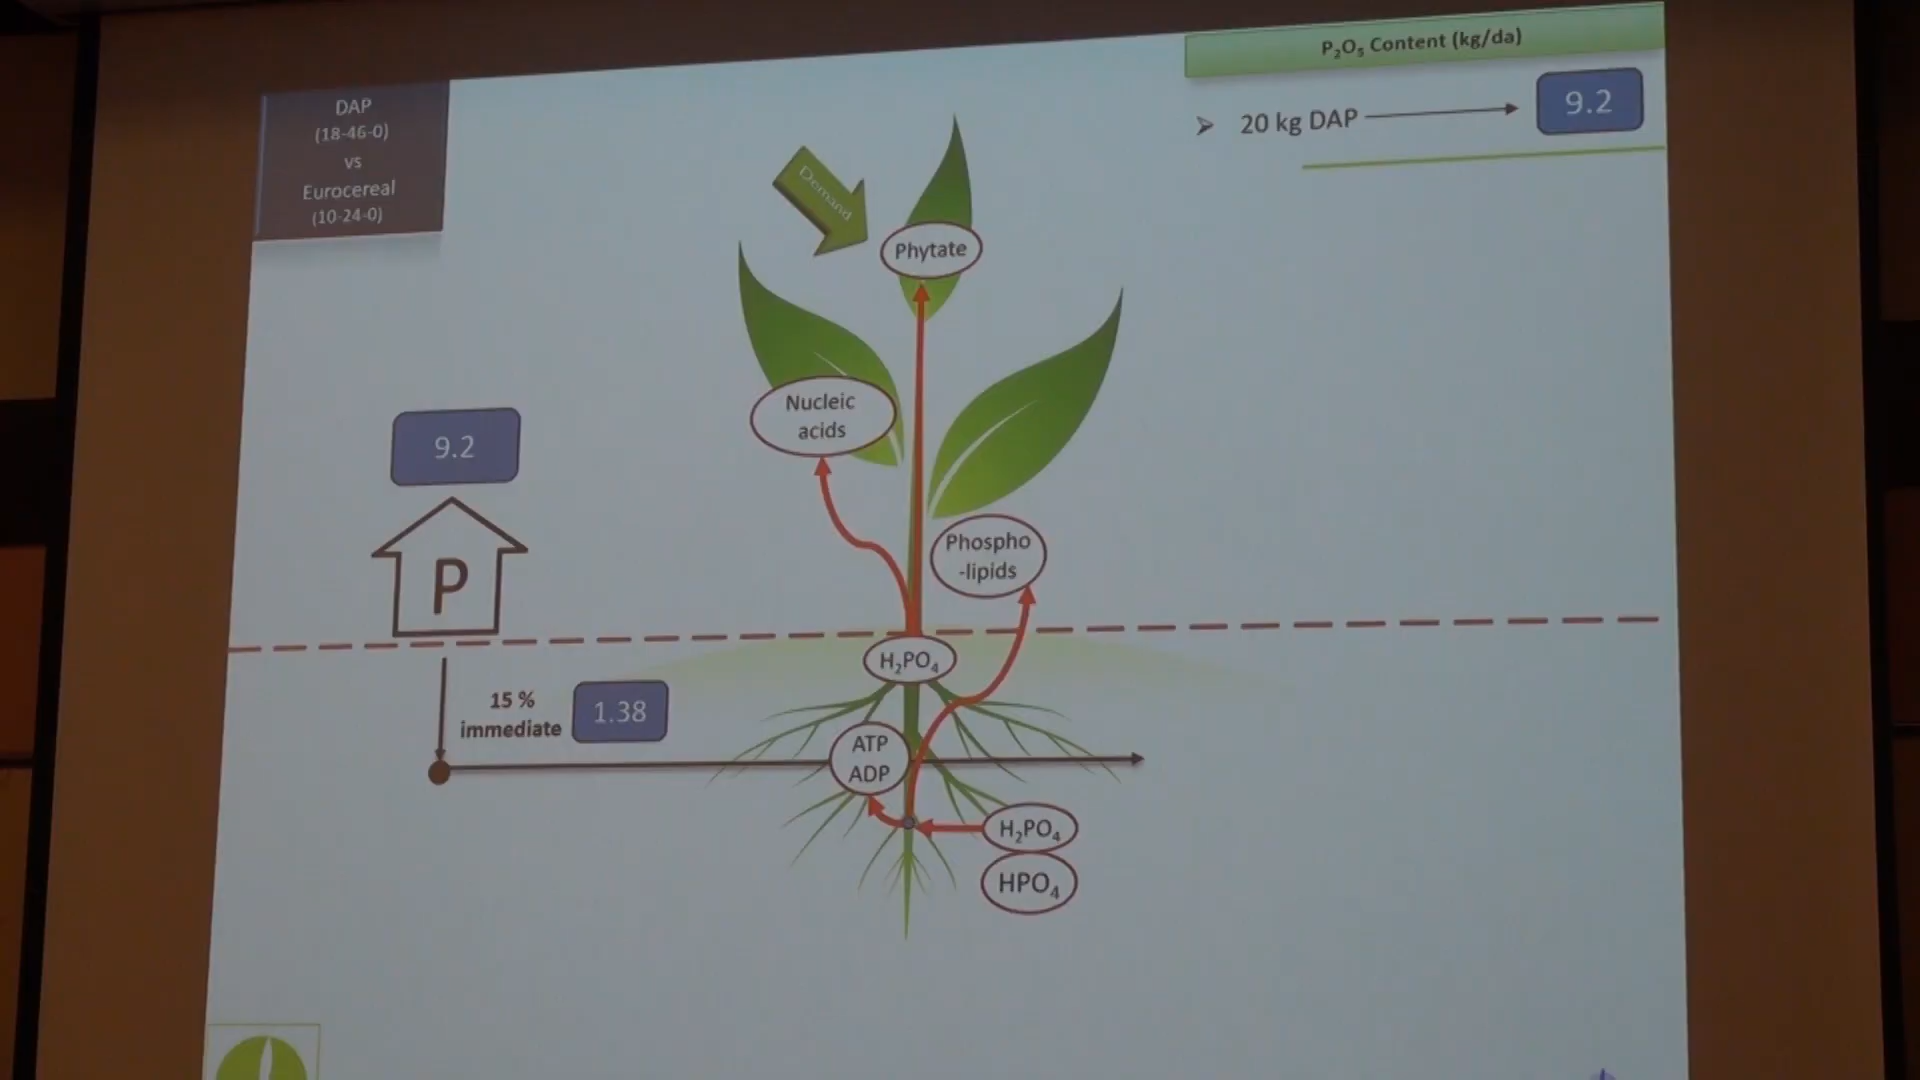 DAP
(18-46-0)
vs
Eurocereal
(10-24-0)
P₂O₅ Content (kg/da)
➢ 20 kg DAP
9.2
Demand
Phytate
Nucleic
acids
9.2
P
Phospho
-lipids
H₂PO₄
15 %
immediate
1.38
ATP
ADP
H₂PO₄
HPO₄